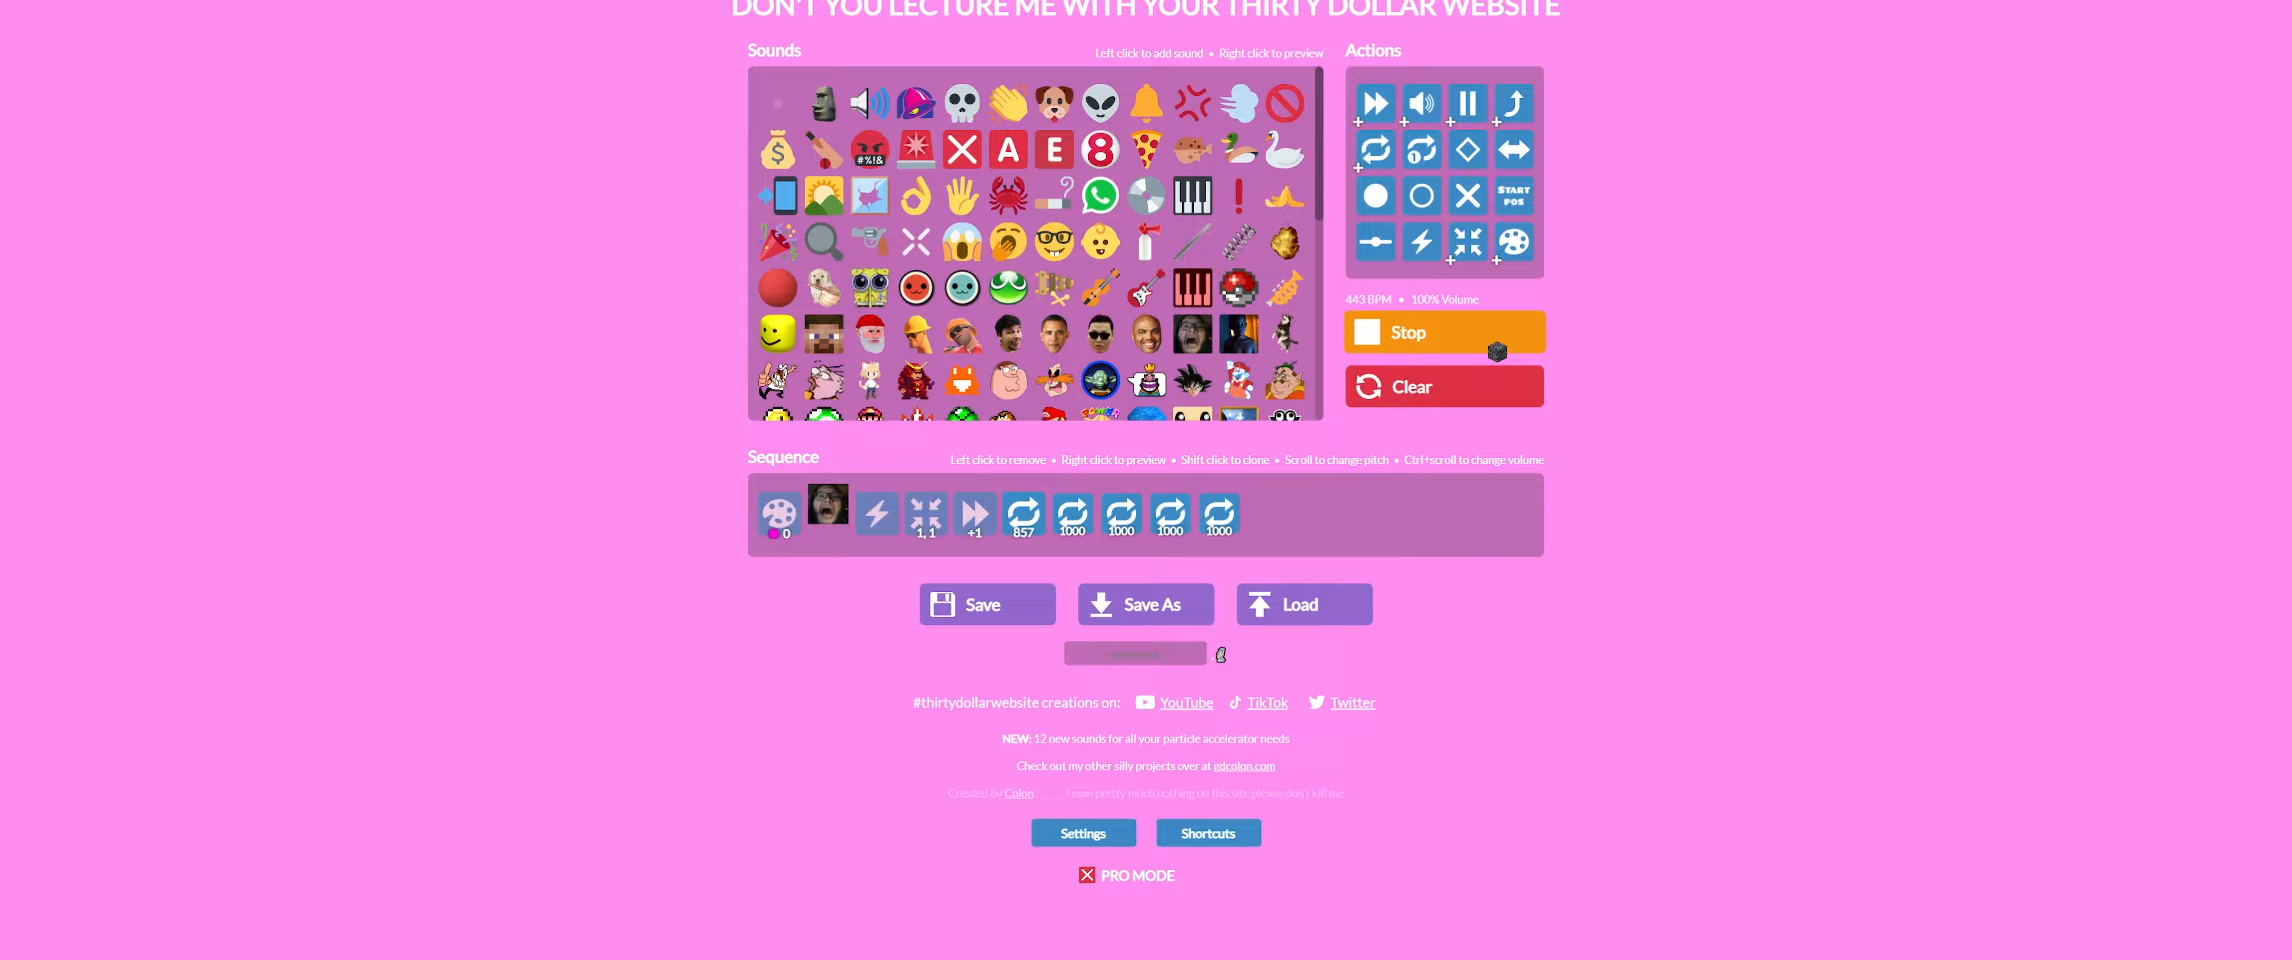 DON'T YOU LECTURE ME WITH YOUR THIRTY DOLLAR WEBSITE
Sounds
Left click to add sound • Right click to preview
Actions
#%!&
A
E
8
1
START
POS
443 BPM • 100% Volume
Stop
Clear
Sequence
Left click to remove • Right click to preview • Shift click to clone • Scroll to change pitch • Ctrl+scroll to change volume
0
1, 1
+1
857
1000
1000
1000
1000
Save
Save As
Load
#thirtydollarwebsite creations on: YouTube TikTok Twitter
NEW: 12 new sounds for all your particle accelerator needs
Check out my other silly projects over at gdcolon.com
Created by Colon I own pretty much nothing on this site please don't kill me
Settings
Shortcuts
PRO MODE